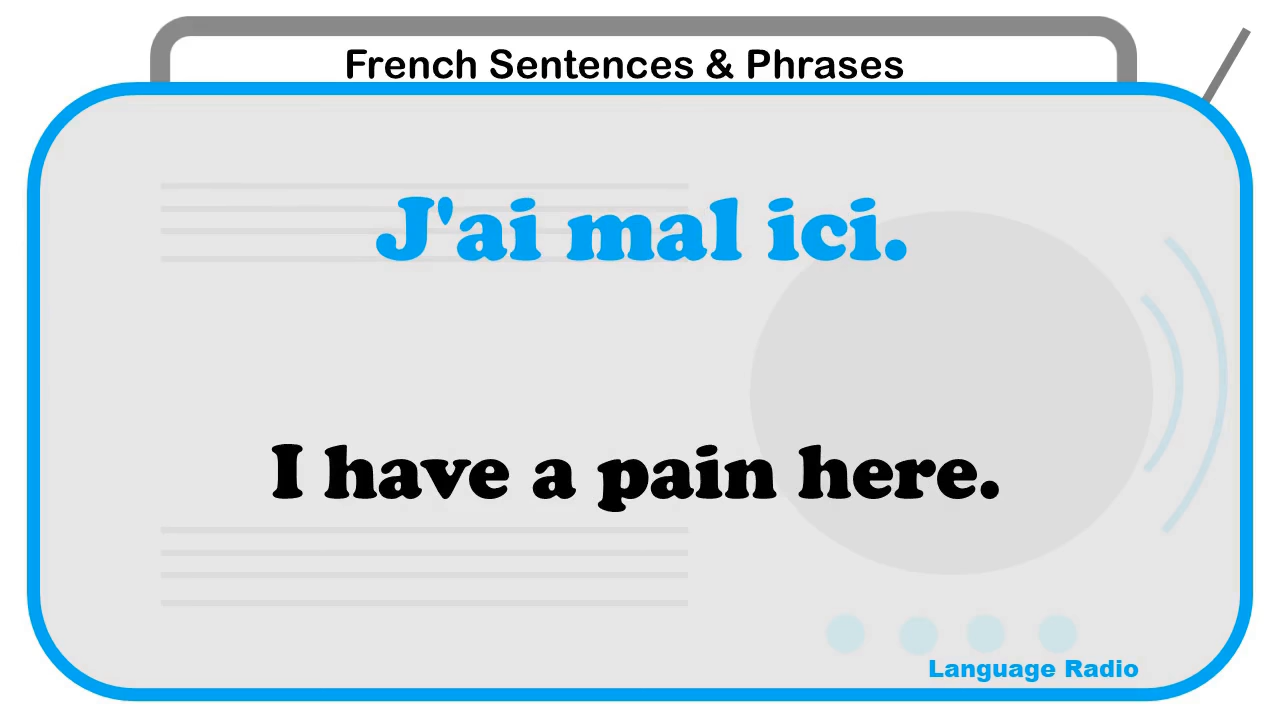 French Sentences & Phrases
J'ai mal ici.
I have a pain here.
Language Radio